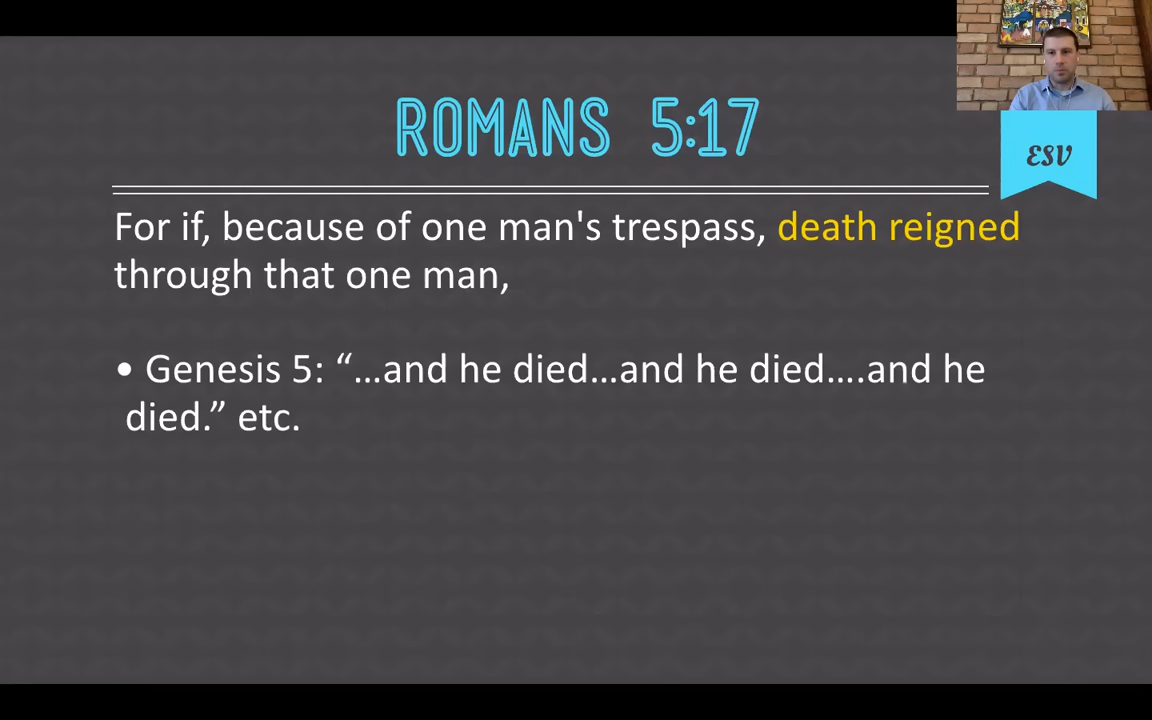 ROMANS 5:17
ESV
For if, because of one man's trespass, death reigned
through that one man,
• Genesis 5: “...and he died...and he died....and he
died.” etc.